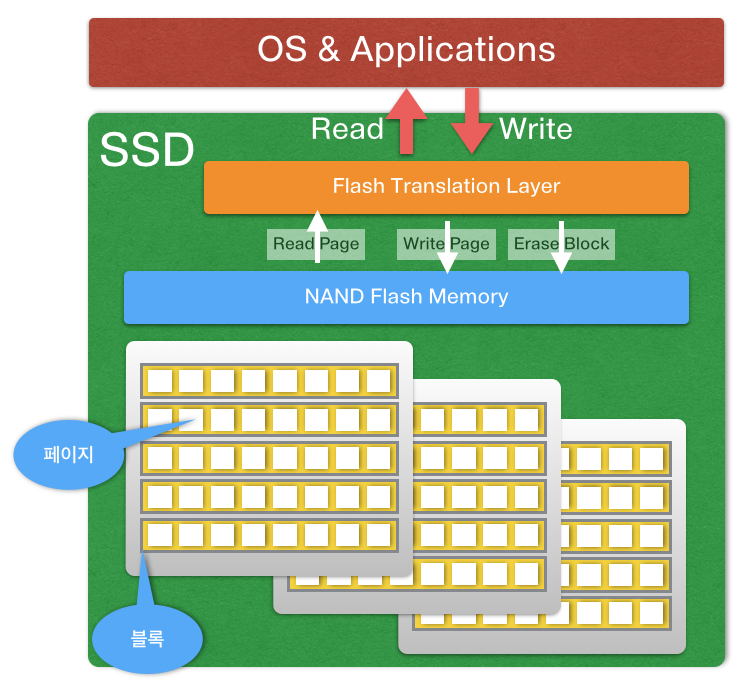 OS & Applications
SSD
Read
Write
Flash Translation Layer
Read Page
Write Page
Erase Block
NAND Flash Memory
페이지
블록